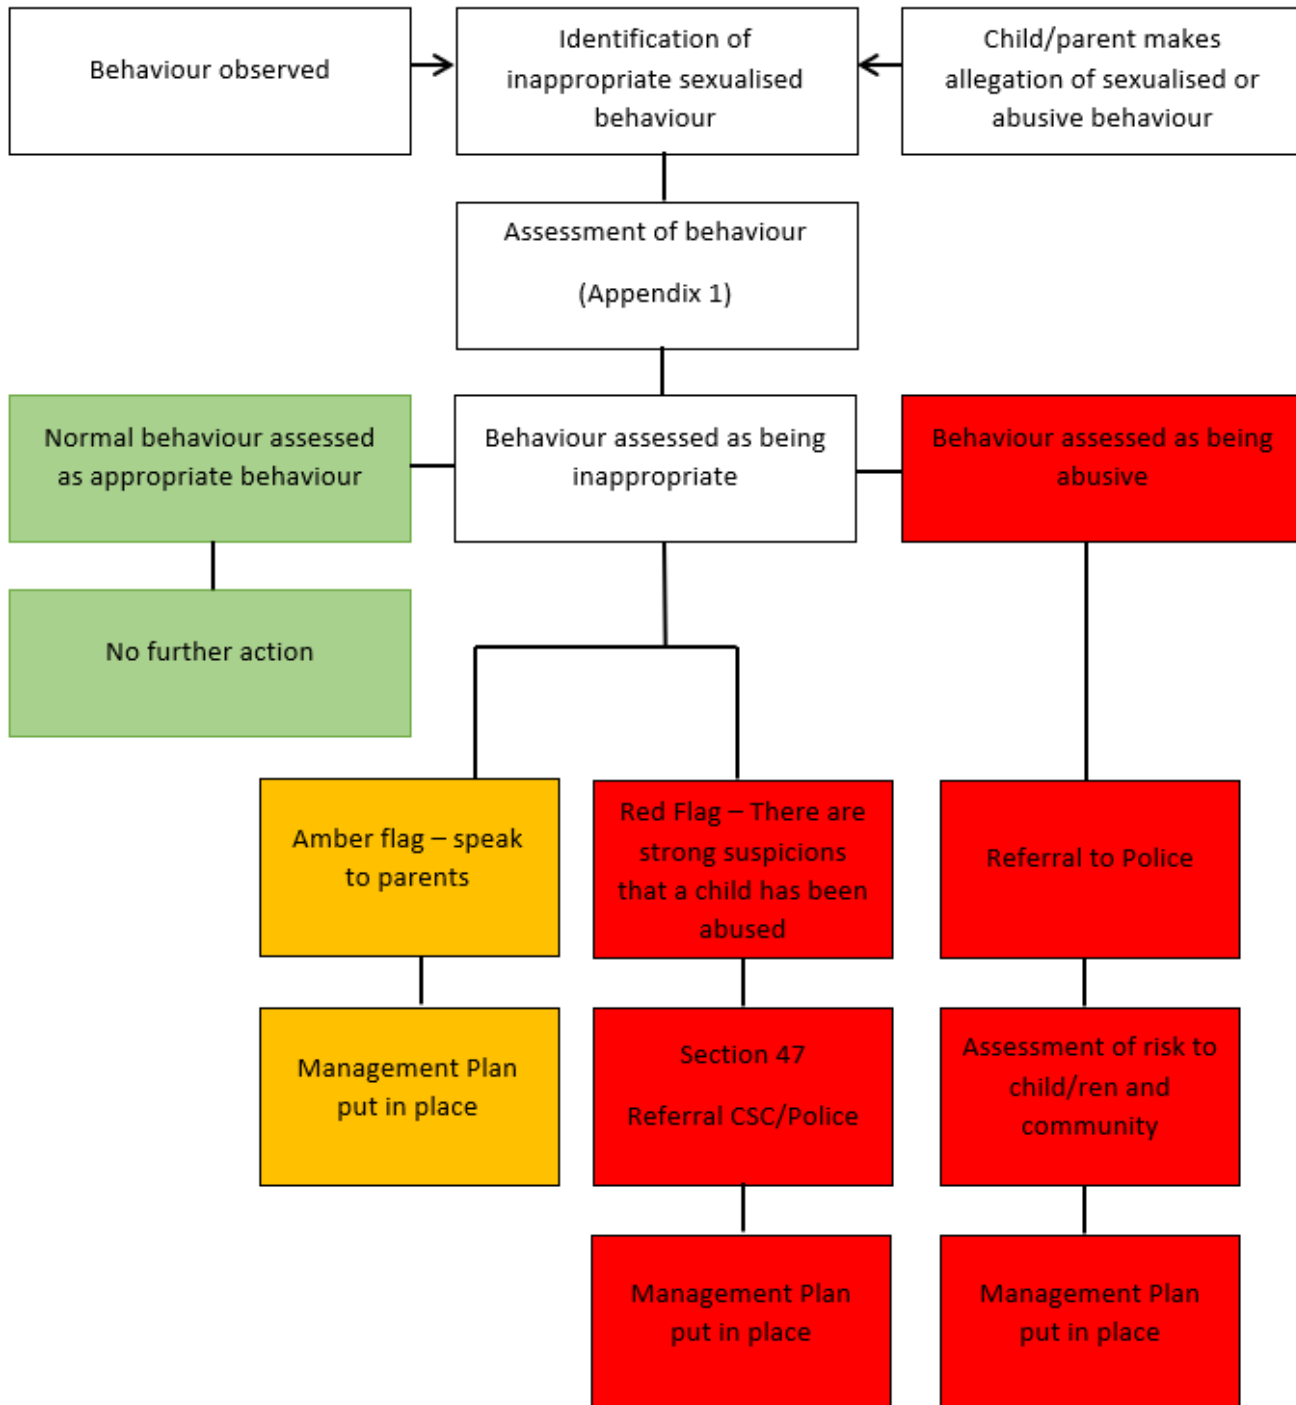 Behaviour observed
Identification of
inappropriate sexualised
behaviour
Child/parent makes
allegation of sexualised or
abusive behaviour
Assessment of behaviour
(Appendix 1)
Normal behaviour assessed
as appropriate behaviour
Behaviour assessed as being
inappropriate
Behaviour assessed as being
abusive
No further action
Amber flag – speak
to parents
Red Flag – There are
strong suspicions
that a child has been
abused
Referral to Police
Management Plan
put in place
Section 47
Referral CSC/Police
Assessment of risk to
child/ren and
community
Management Plan
put in place
Management Plan
put in place